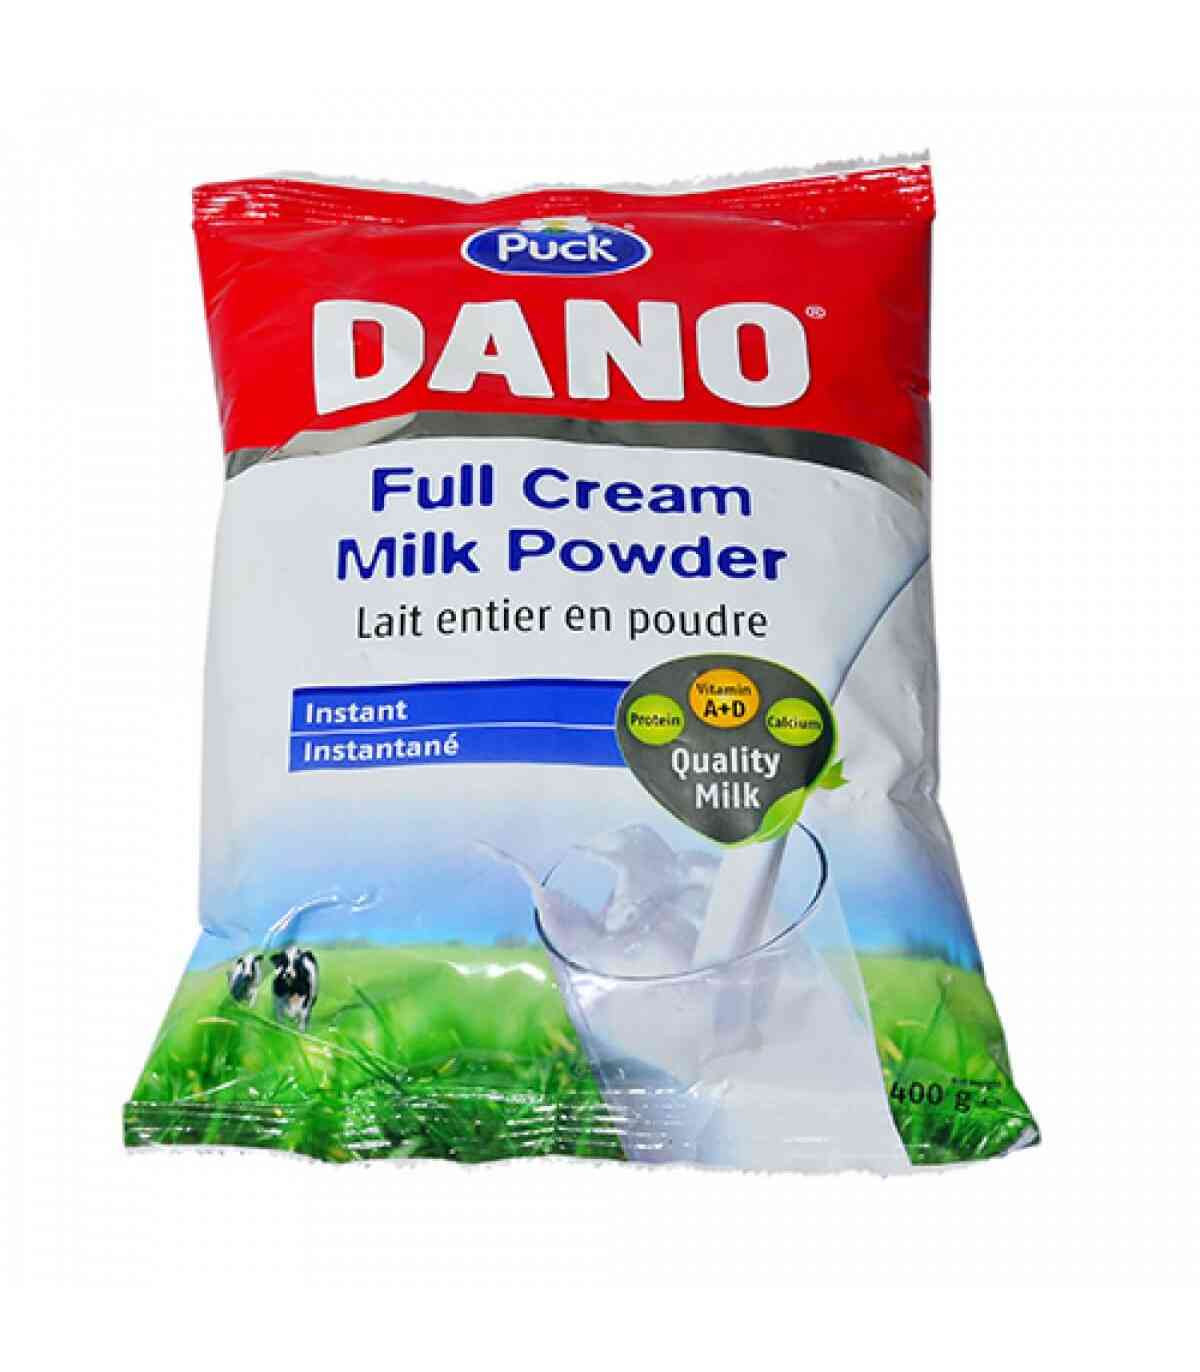 Puck
DANO®
Full Cream
Milk Powder
Lait entier en poudre
Instant
Instantané
Vitamin
A+D
Protein
Calcium
Quality
Milk
400 g